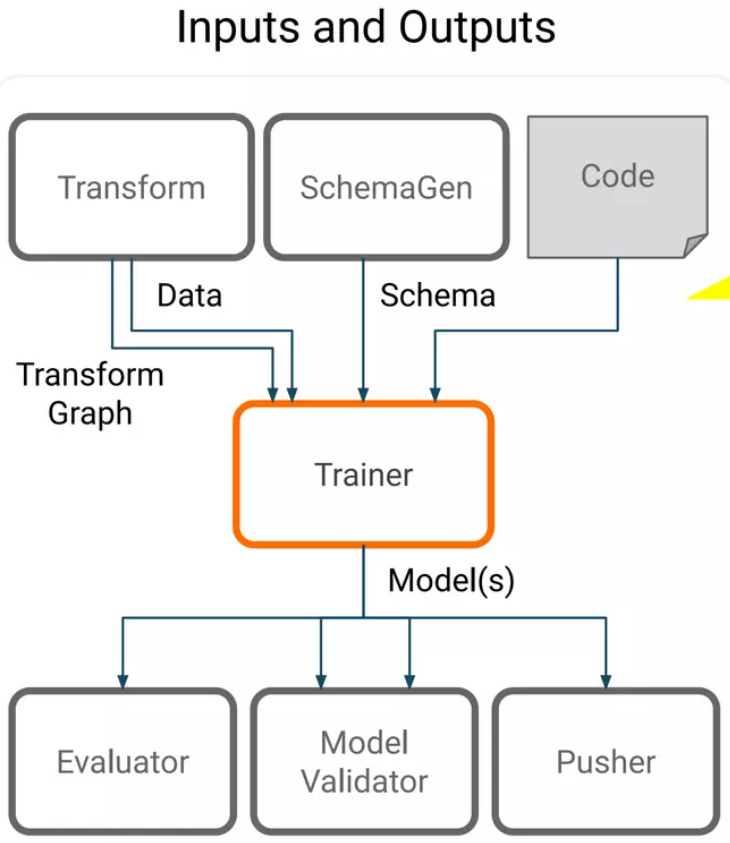 Inputs and Outputs
Transform
SchemaGen
Code
Data
Schema
Transform
Graph
Trainer
Model(s)
Evaluator
Model
Validator
Pusher